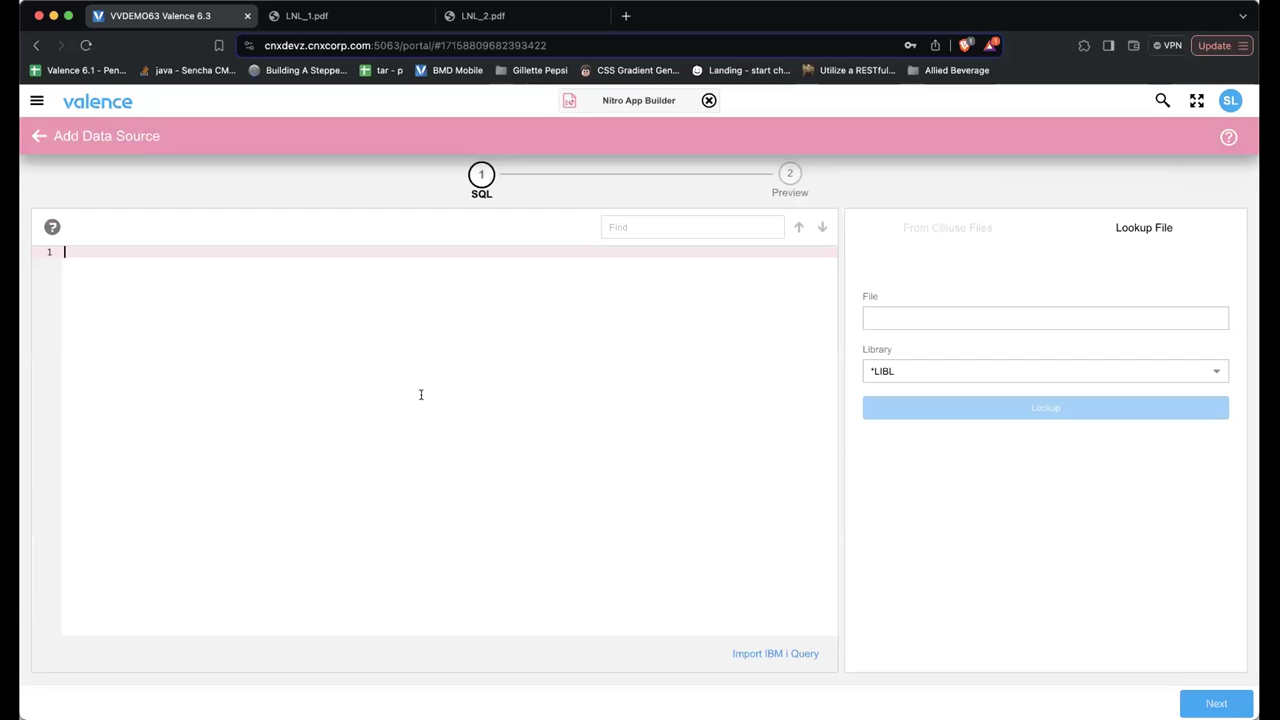 VVDEMO63 Valence 6.3
LNL_1.pdf
LNL_2.pdf
cnxdevz.cnxcorp.com:5063/portal/#17158809682393422
1
1
VPN
Update
Valence 6.1 - Pen...
java - Sencha CM...
Building A Steppe...
tar - p
BMD Mobile
Gillette Pepsi
CSS Gradient Gen...
Landing - start ch...
Utilize a RESTful...
Allied Beverage
valence
Nitro App Builder
SL
Add Data Source
1
SQL
2
Preview
Find
From Clause Files
Lookup File
1
File
Library
*LIBL
Lookup
Import IBM i Query
Next